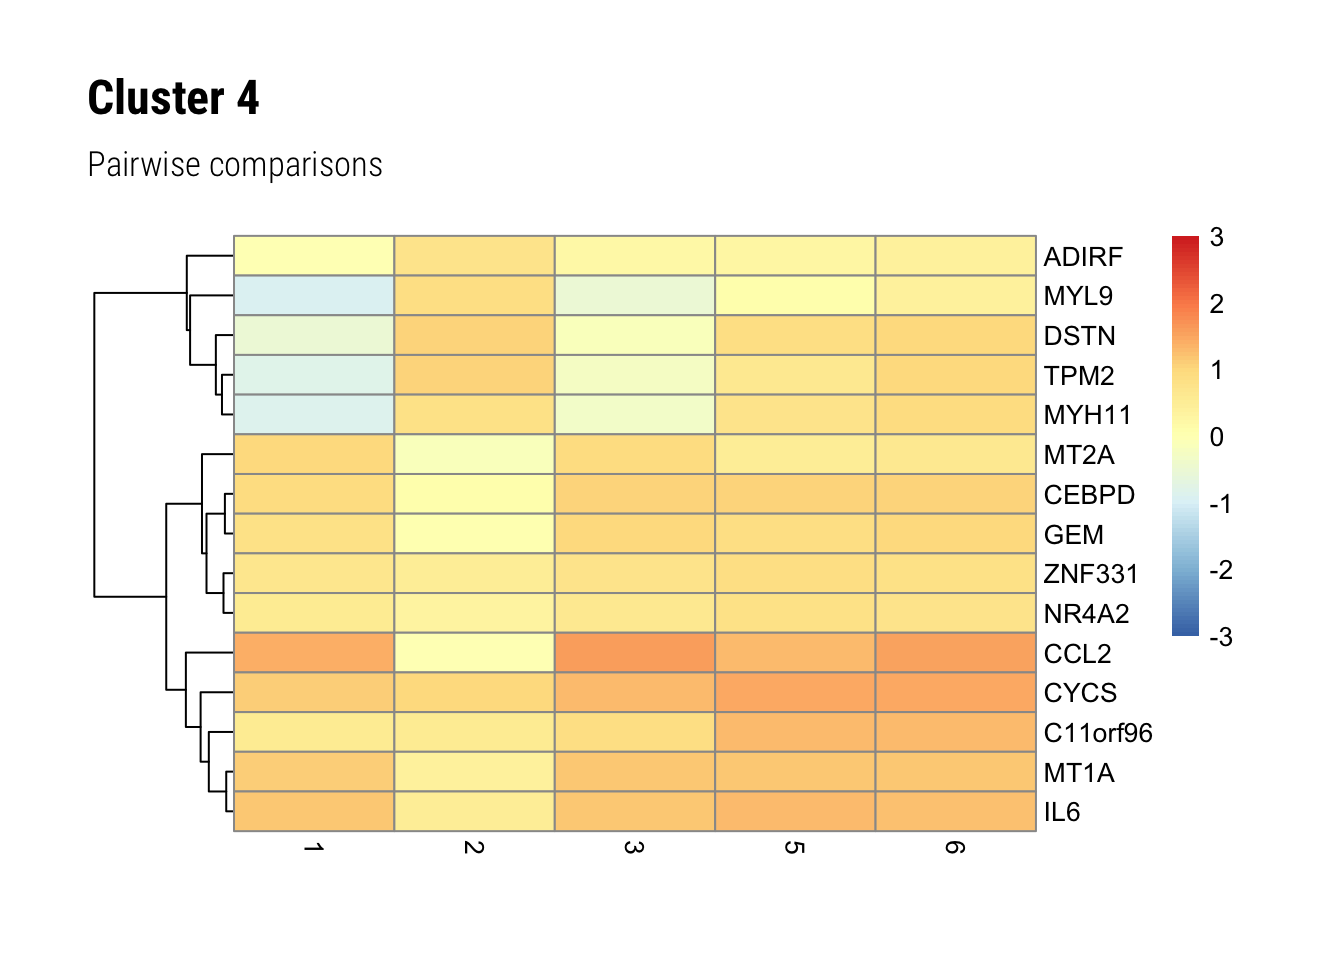 Cluster 4
Pairwise comparisons
ADIRF
MYL9
DSTN
TPM2
MYH11
MT2A
CEBPD
GEM
ZNF331
NR4A2
CCL2
CYCS
C11orf96
MT1A
IL6
3
2
1
0
-1
-2
-3
1 2 3 5 6